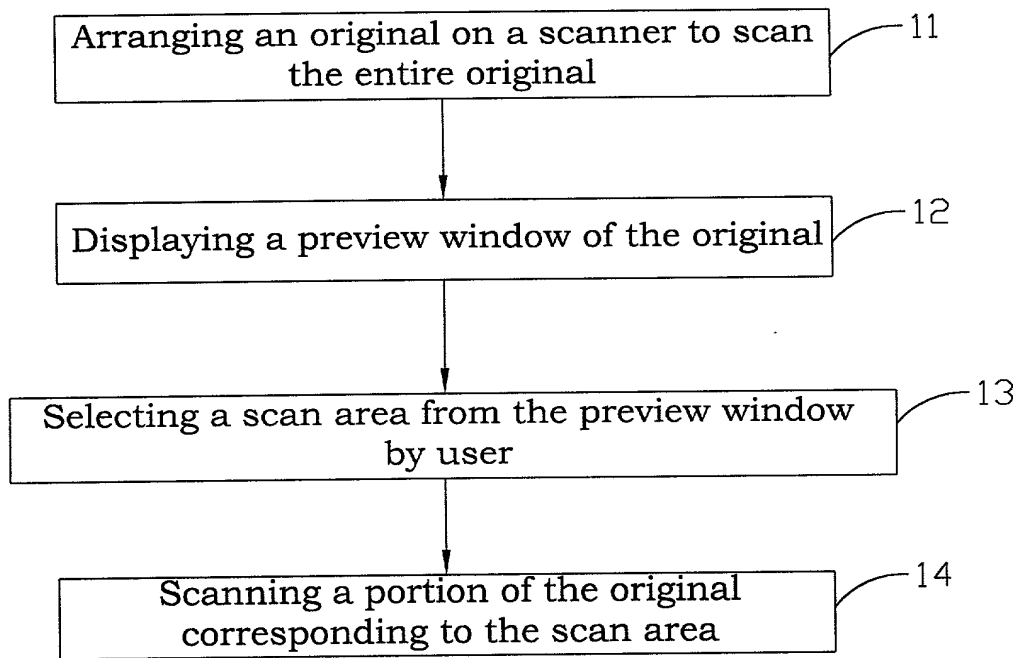 Arranging an original on a scanner to scan
the entire original
11
Displaying a preview window of the original
12
Selecting a scan area from the preview window
by user
13
Scanning a portion of the original
corresponding to the scan area
14